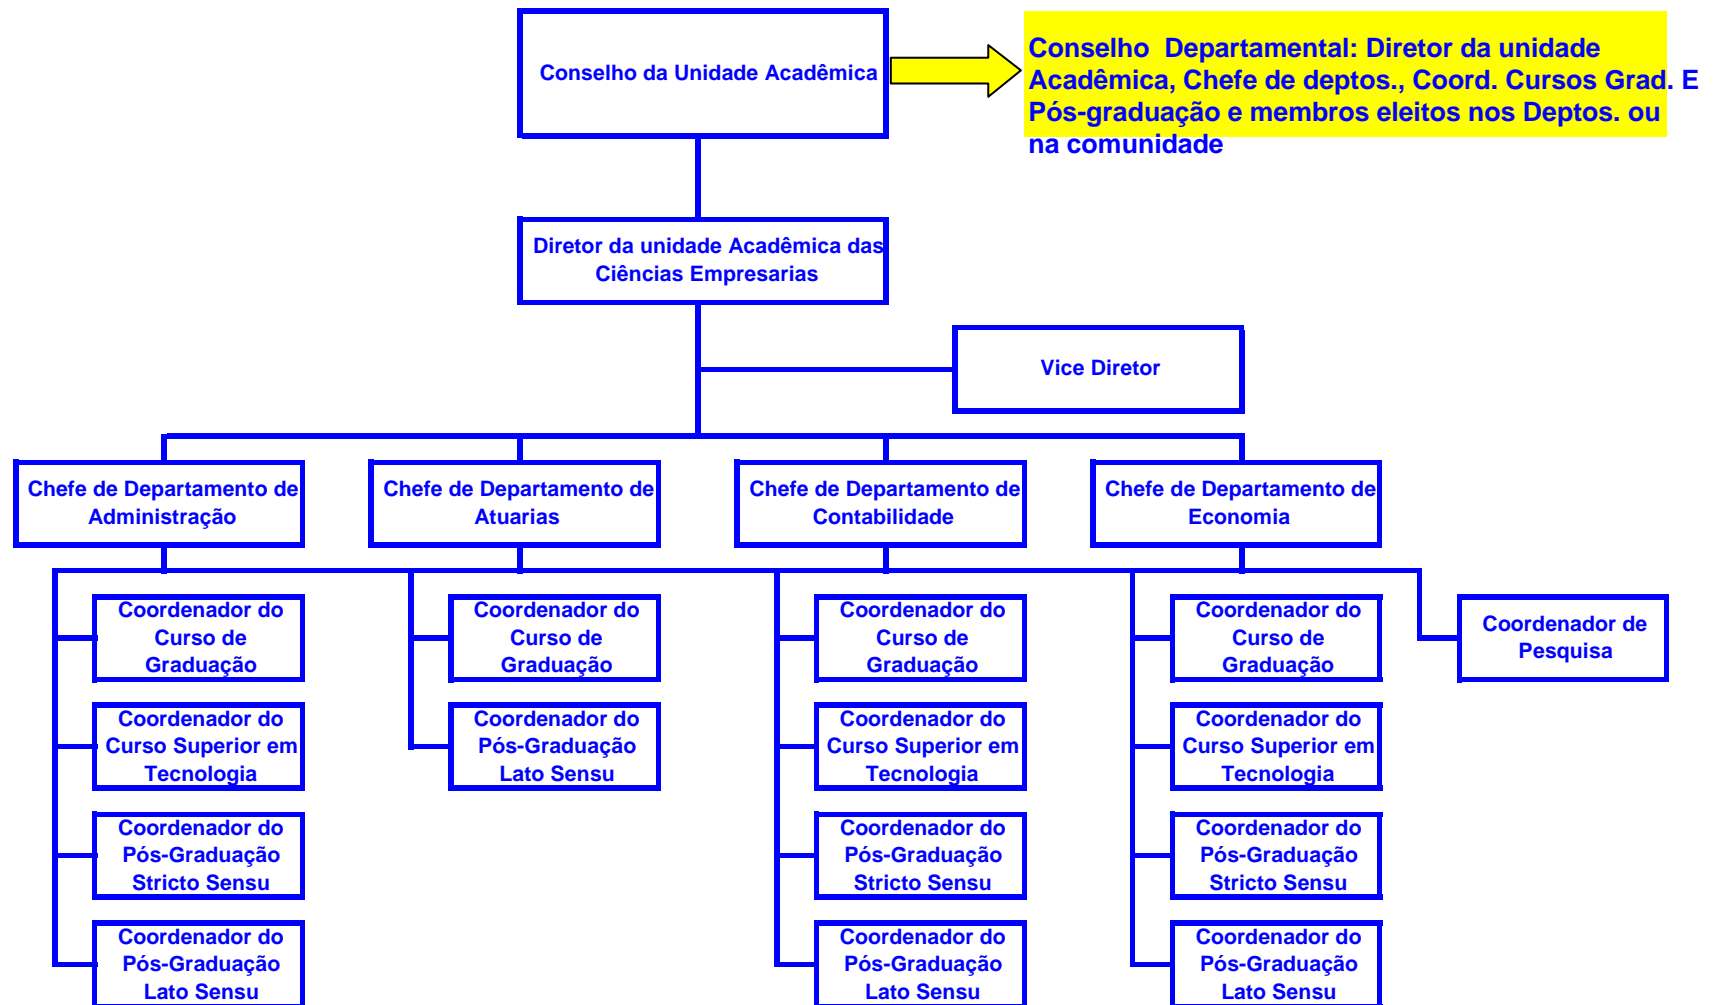 Conselho da Unidade Acadêmica
Conselho  Departamental: Diretor da unidade
Acadêmica, Chefe de deptos., Coord. Cursos Grad. E
Pós-graduação e membros eleitos nos Deptos. ou
na comunidade
Diretor da unidade Acadêmica das
Ciências Empresarias
Vice Diretor
Chefe de Departamento de
Administração
Chefe de Departamento de
Atuarias
Chefe de Departamento de
Contabilidade
Chefe de Departamento de
Economia
Coordenador do
Curso de
Graduação
Coordenador do
Curso Superior em
Tecnologia
Coordenador do
Pós-Graduação
Stricto Sensu
Coordenador do
Pós-Graduação
Lato Sensu
Coordenador do
Curso de
Graduação
Coordenador do
Pós-Graduação
Lato Sensu
Coordenador do
Curso de
Graduação
Coordenador do
Curso Superior em
Tecnologia
Coordenador do
Pós-Graduação
Stricto Sensu
Coordenador do
Pós-Graduação
Lato Sensu
Coordenador do
Curso de
Graduação
Coordenador do
Curso Superior em
Tecnologia
Coordenador do
Pós-Graduação
Stricto Sensu
Coordenador do
Pós-Graduação
Lato Sensu
Coordenador de
Pesquisa